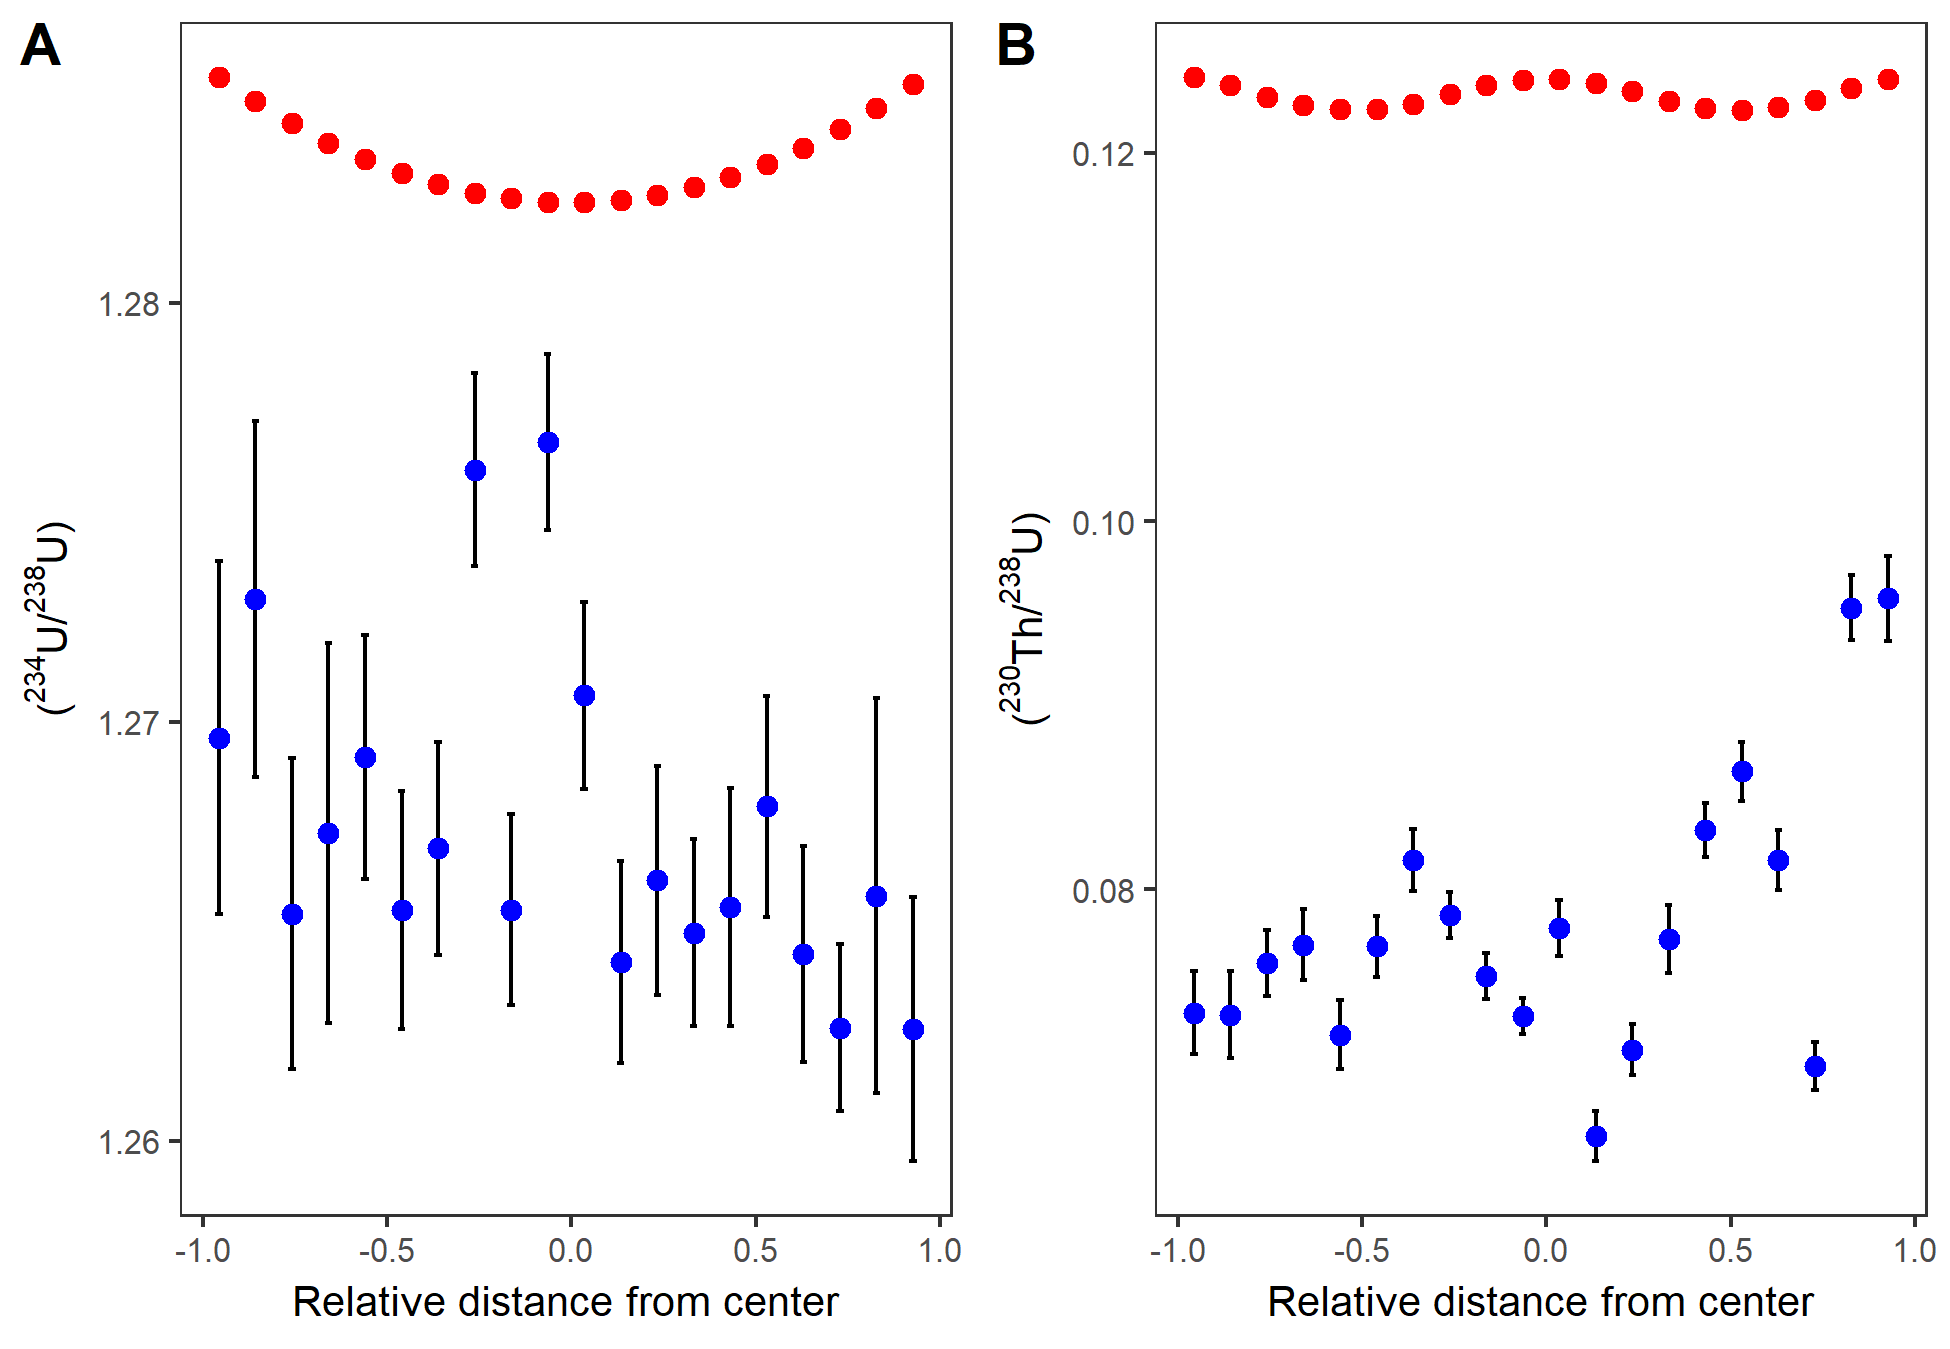 A
(²³⁴U/²³⁸U)
1.28
1.27
1.26
-1.0 -0.5 0.0 0.5 1.0
Relative distance from center
B
(²³⁰Th/²³⁸U)
0.12
0.10
0.08
-1.0 -0.5 0.0 0.5 1.0
Relative distance from center